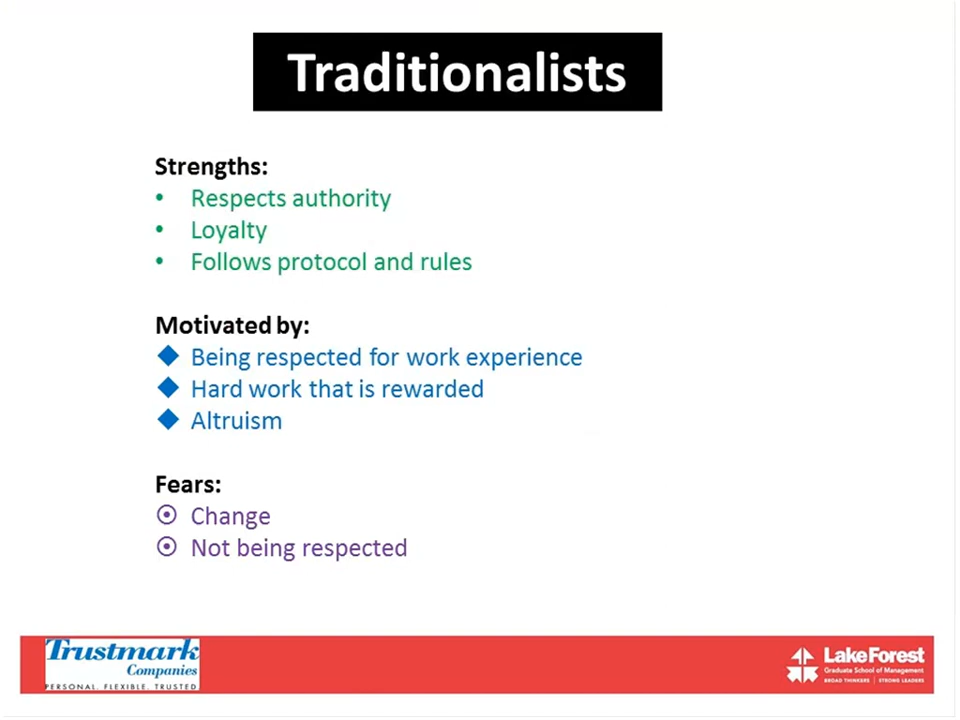 Traditionalists
Strengths:
• Respects authority
• Loyalty
• Follows protocol and rules
Motivated by:
◆ Being respected for work experience
◆ Hard work that is rewarded
◆ Altruism
Fears:
⊙ Change
⊙ Not being respected
Trustmark
Companies
PERSONAL. FLEXIBLE. TRUSTED
Lake Forest
Graduate School of Management
BROAD THINKERS | STRONG LEADERS